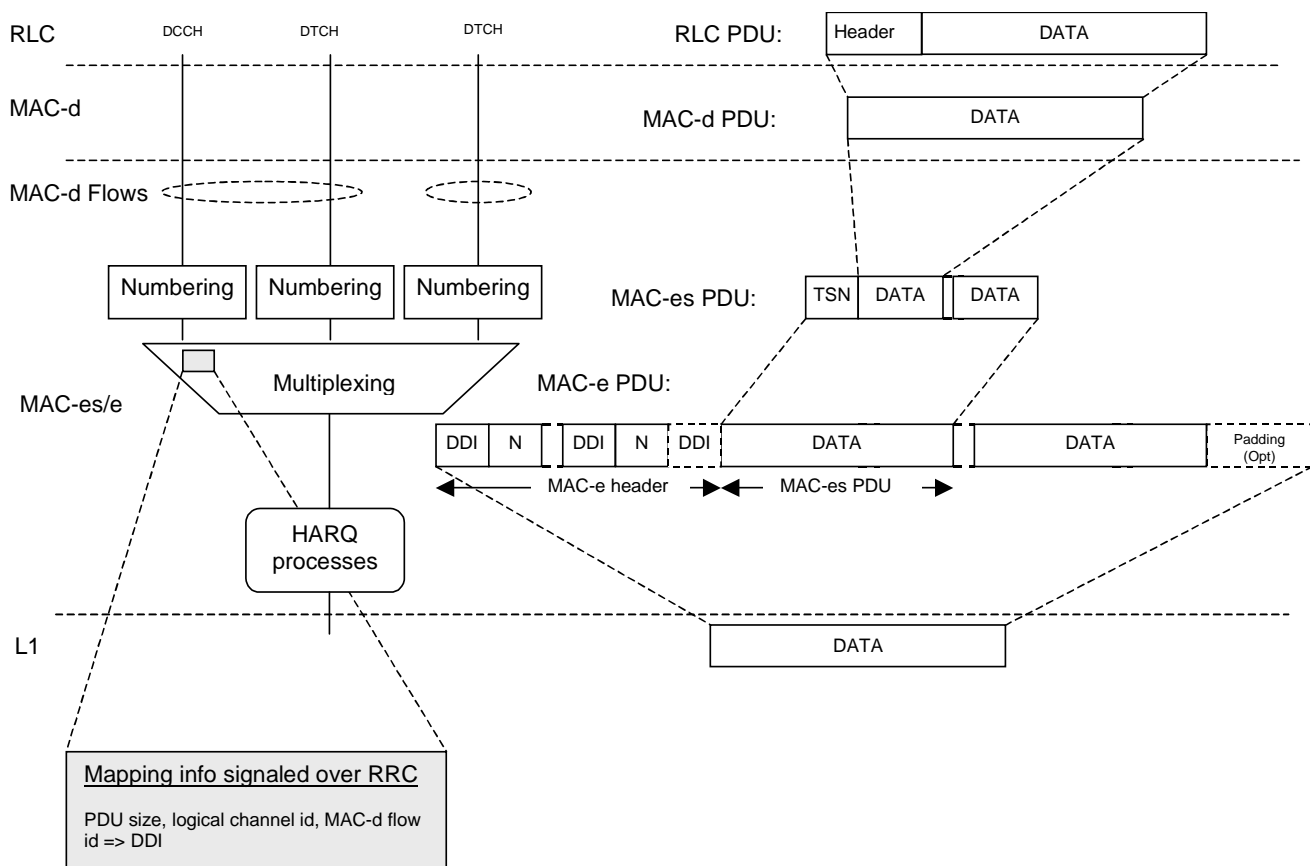 RLC
DCCH
DTCH
DTCH
RLC PDU:
Header
DATA
MAC-d
MAC-d PDU:
DATA
MAC-d Flows
Numbering
Numbering
Numbering
MAC-es PDU:
TSN
DATA
DATA
Multiplexing
MAC-e PDU:
MAC-es/e
DDI
N
DDI
N
DDI
DATA
DATA
Padding
(Opt)
MAC-e header
MAC-es PDU
HARQ
processes
L1
DATA
Mapping info signaled over RRC
PDU size, logical channel id, MAC-d flow
id => DDI